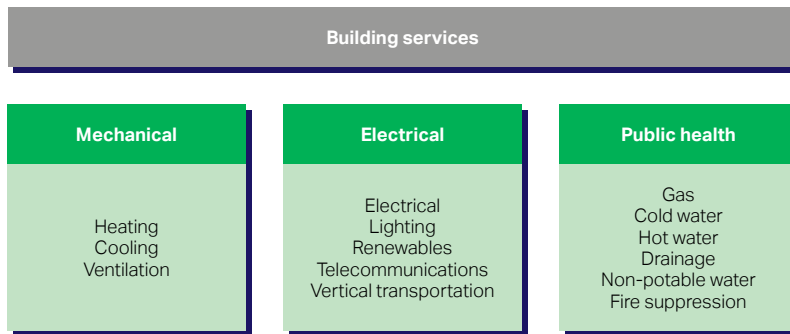 Building services
Mechanical
Heating
Cooling
Ventilation
Electrical
Electrical
Lighting
Renewables
Telecommunications
Vertical transportation
Public health
Gas
Cold water
Hot water
Drainage
Non-potable water
Fire suppression